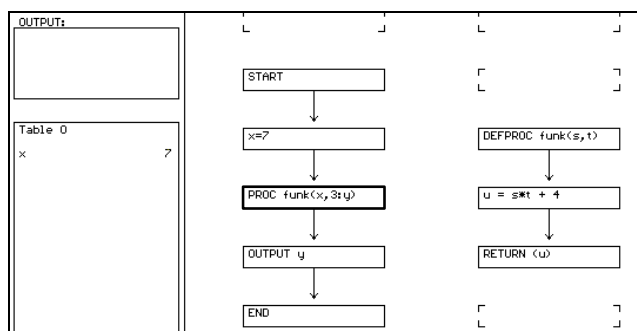 OUTPUT:
Table 0
x 7
START
x=7
PROC funk(x,3:y)
OUTPUT y
END
DEFPROC funk(s,t)
u = s*t + 4
RETURN (u)